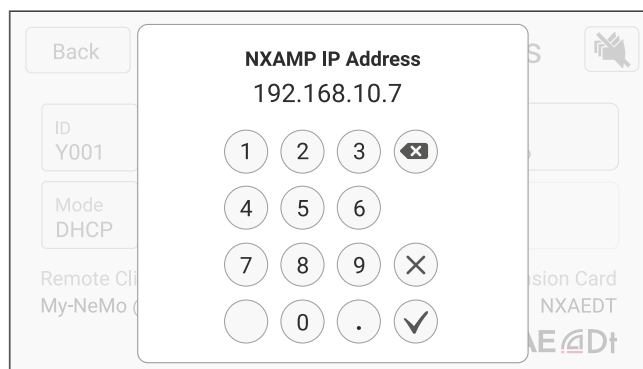 Back
NXAMP IP Address
192.168.10.7
ID
Y001
1 2 3
4 5 6
Mode
DHCP
7 8 9
0 .
Remote Cli
sion Card
My-NeMo (
NXAEDT